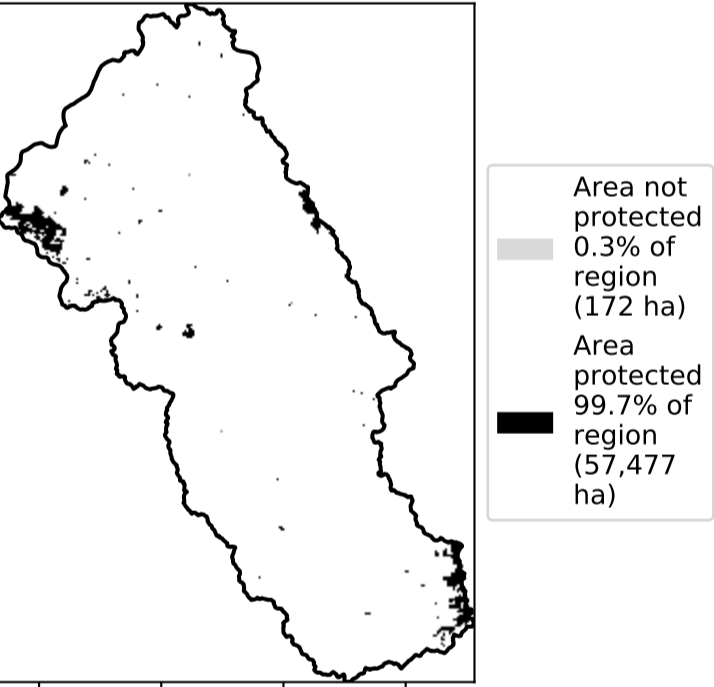 Area not
protected
0.3% of
region
(172 ha)
Area
protected
99.7% of
region
(57,477
ha)